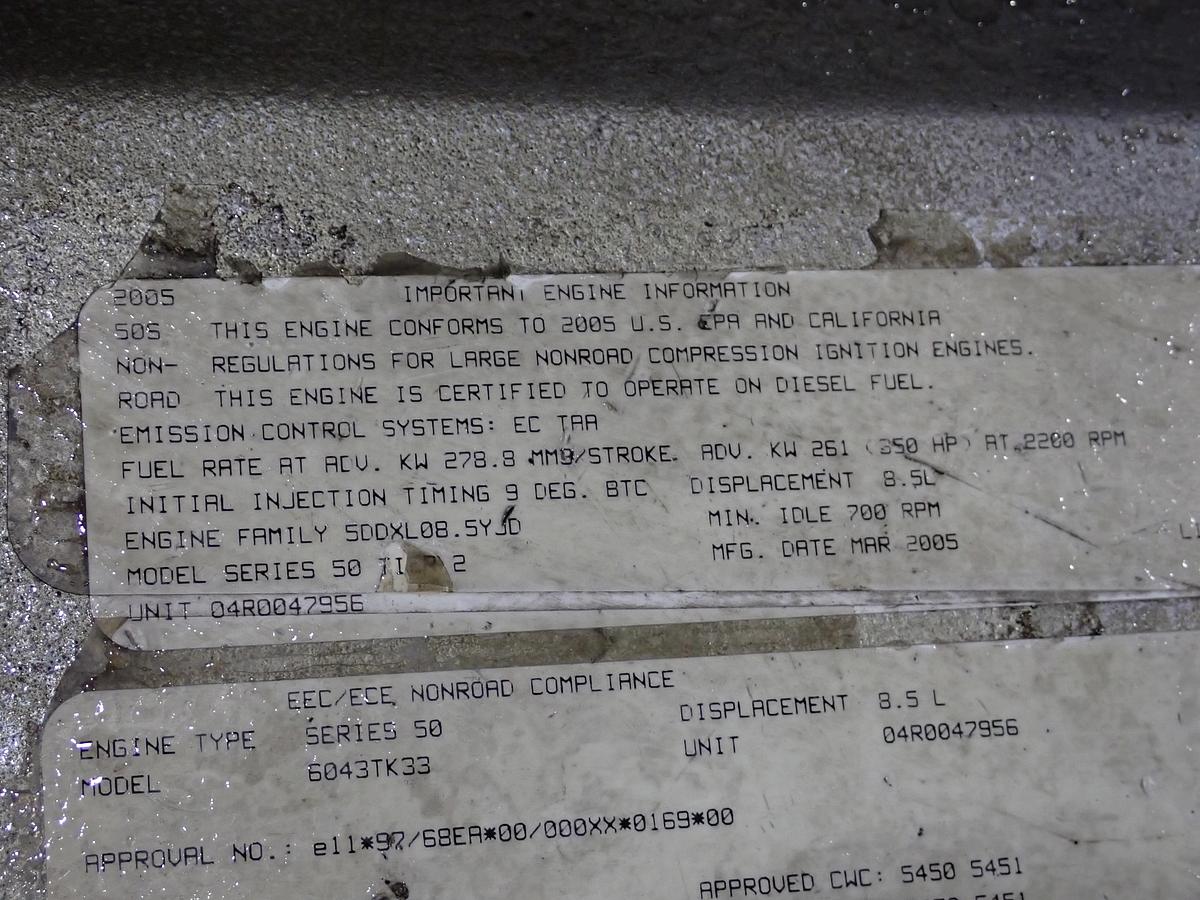 2005 IMPORTANT ENGINE INFORMATION
50S THIS ENGINE CONFORMS TO 2005 U.S. EPA AND CALIFORNIA
NON- REGULATIONS FOR LARGE NONROAD COMPRESSION IGNITION ENGINES.
ROAD THIS ENGINE IS CERTIFIED TO OPERATE ON DIESEL FUEL.
EMISSION CONTROL SYSTEMS: EC TAA
FUEL RATE AT ADV. KW 278.8 MM3/STROKE. ADV. KW 261 (350 HP) AT 2200 RPM
INITIAL INJECTION TIMING 9 DEG. BTC DISPLACEMENT 8.5L
ENGINE FAMILY 5DDXL08.5YJD MIN. IDLE 700 RPM
MODEL SERIES 50 2 MFG. DATE MAR 2005
UNIT 04R0047956
EEC/ECE NONROAD COMPLIANCE
ENGINE TYPE SERIES 50 DISPLACEMENT 8.5 L
MODEL 6043TK33 UNIT 04R0047956
APPROVAL NO.: e11*97/68EA*00/000XX*0169*00
APPROVED CWC: 5450 5451